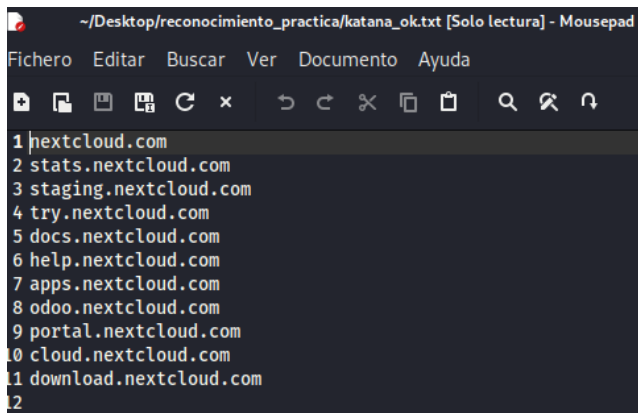 ~/Desktop/reconocimiento_practica/katana_ok.txt [Solo lectura] - Mousepad
Fichero Editar Buscar Ver Documento Ayuda
1 nextcloud.com
2 stats.nextcloud.com
3 staging.nextcloud.com
4 try.nextcloud.com
5 docs.nextcloud.com
6 help.nextcloud.com
7 apps.nextcloud.com
8 odoo.nextcloud.com
9 portal.nextcloud.com
10 cloud.nextcloud.com
11 download.nextcloud.com
12